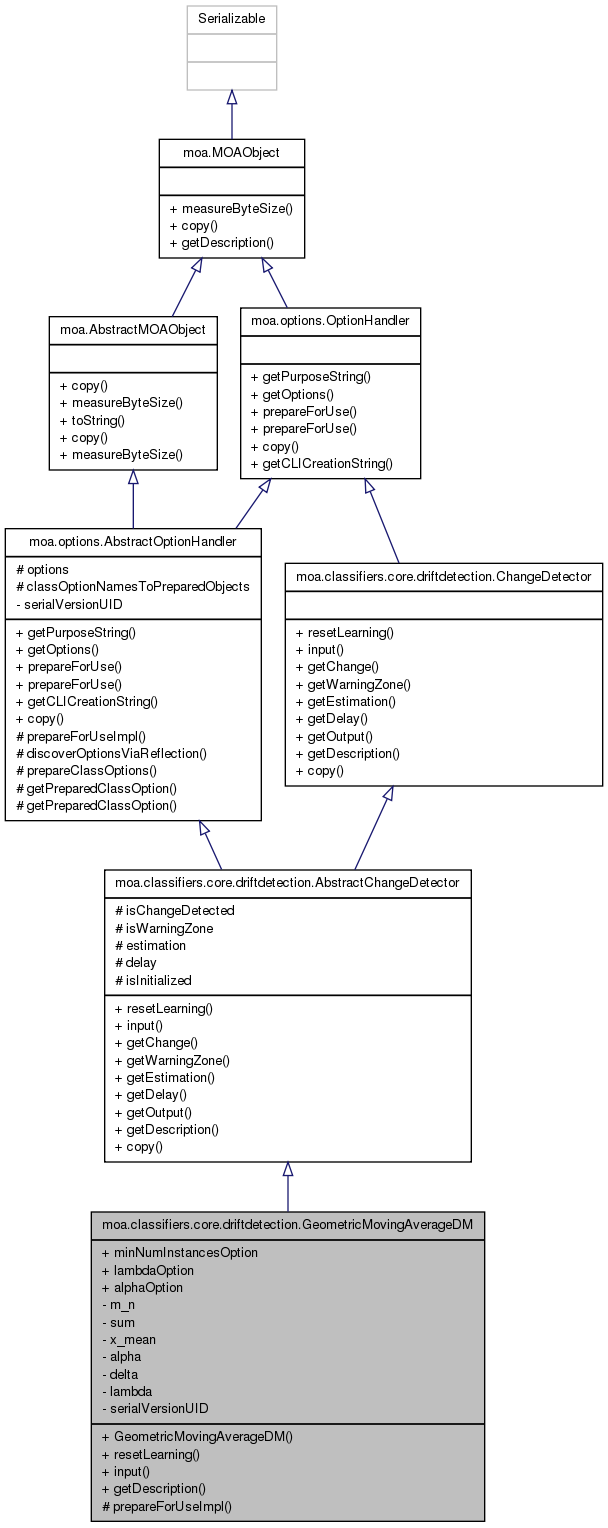 Serializable
moa.MOAObject
+ measureByteSize()
+ copy()
+ getDescription()
moa.AbstractMOAObject
+ copy()
+ measureByteSize()
+ toString()
+ copy()
+ measureByteSize()
moa.options.OptionHandler
+ getPurposeString()
+ getOptions()
+ prepareForUse()
+ prepareForUse()
+ copy()
+ getCLICreationString()
moa.options.AbstractOptionHandler
# options
# classOptionNamesToPreparedObjects
- serialVersionUID
+ getPurposeString()
+ getOptions()
+ prepareForUse()
+ prepareForUse()
+ getCLICreationString()
+ copy()
# prepareForUseImpl()
# discoverOptionsViaReflection()
# prepareClassOptions()
# getPreparedClassOption()
# getPreparedClassOption()
moa.classifiers.core.driftdetection.ChangeDetector
+ resetLearning()
+ input()
+ getChange()
+ getWarningZone()
+ getEstimation()
+ getDelay()
+ getOutput()
+ getDescription()
+ copy()
moa.classifiers.core.driftdetection.AbstractChangeDetector
# isChangeDetected
# isWarningZone
# estimation
# delay
# isInitialized
+ resetLearning()
+ input()
+ getChange()
+ getWarningZone()
+ getEstimation()
+ getDelay()
+ getOutput()
+ getDescription()
+ copy()
moa.classifiers.core.driftdetection.GeometricMovingAverageDM
+ minNumInstancesOption
+ lambdaOption
+ alphaOption
- m_n
- sum
- x_mean
- alpha
- delta
- lambda
- serialVersionUID
+ GeometricMovingAverageDM()
+ resetLearning()
+ input()
+ getDescription()
# prepareForUseImpl()